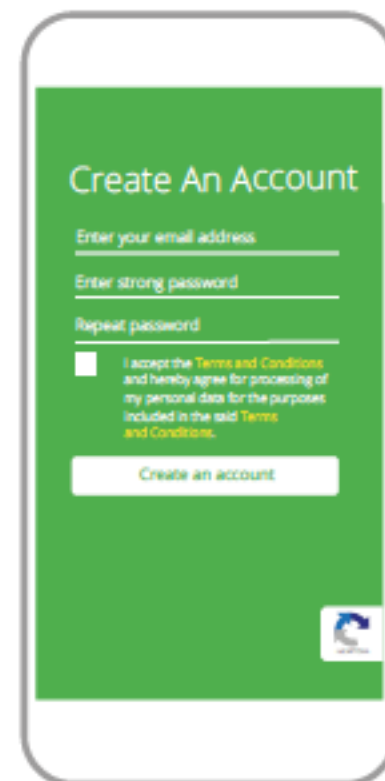 Create An Account
Enter your email address
Enter strong password
Repeat password
I accept the Terms and Conditions
and hereby agree for processing of
my personal data for the purposes
included in the said Terms
and Conditions.
Create an account